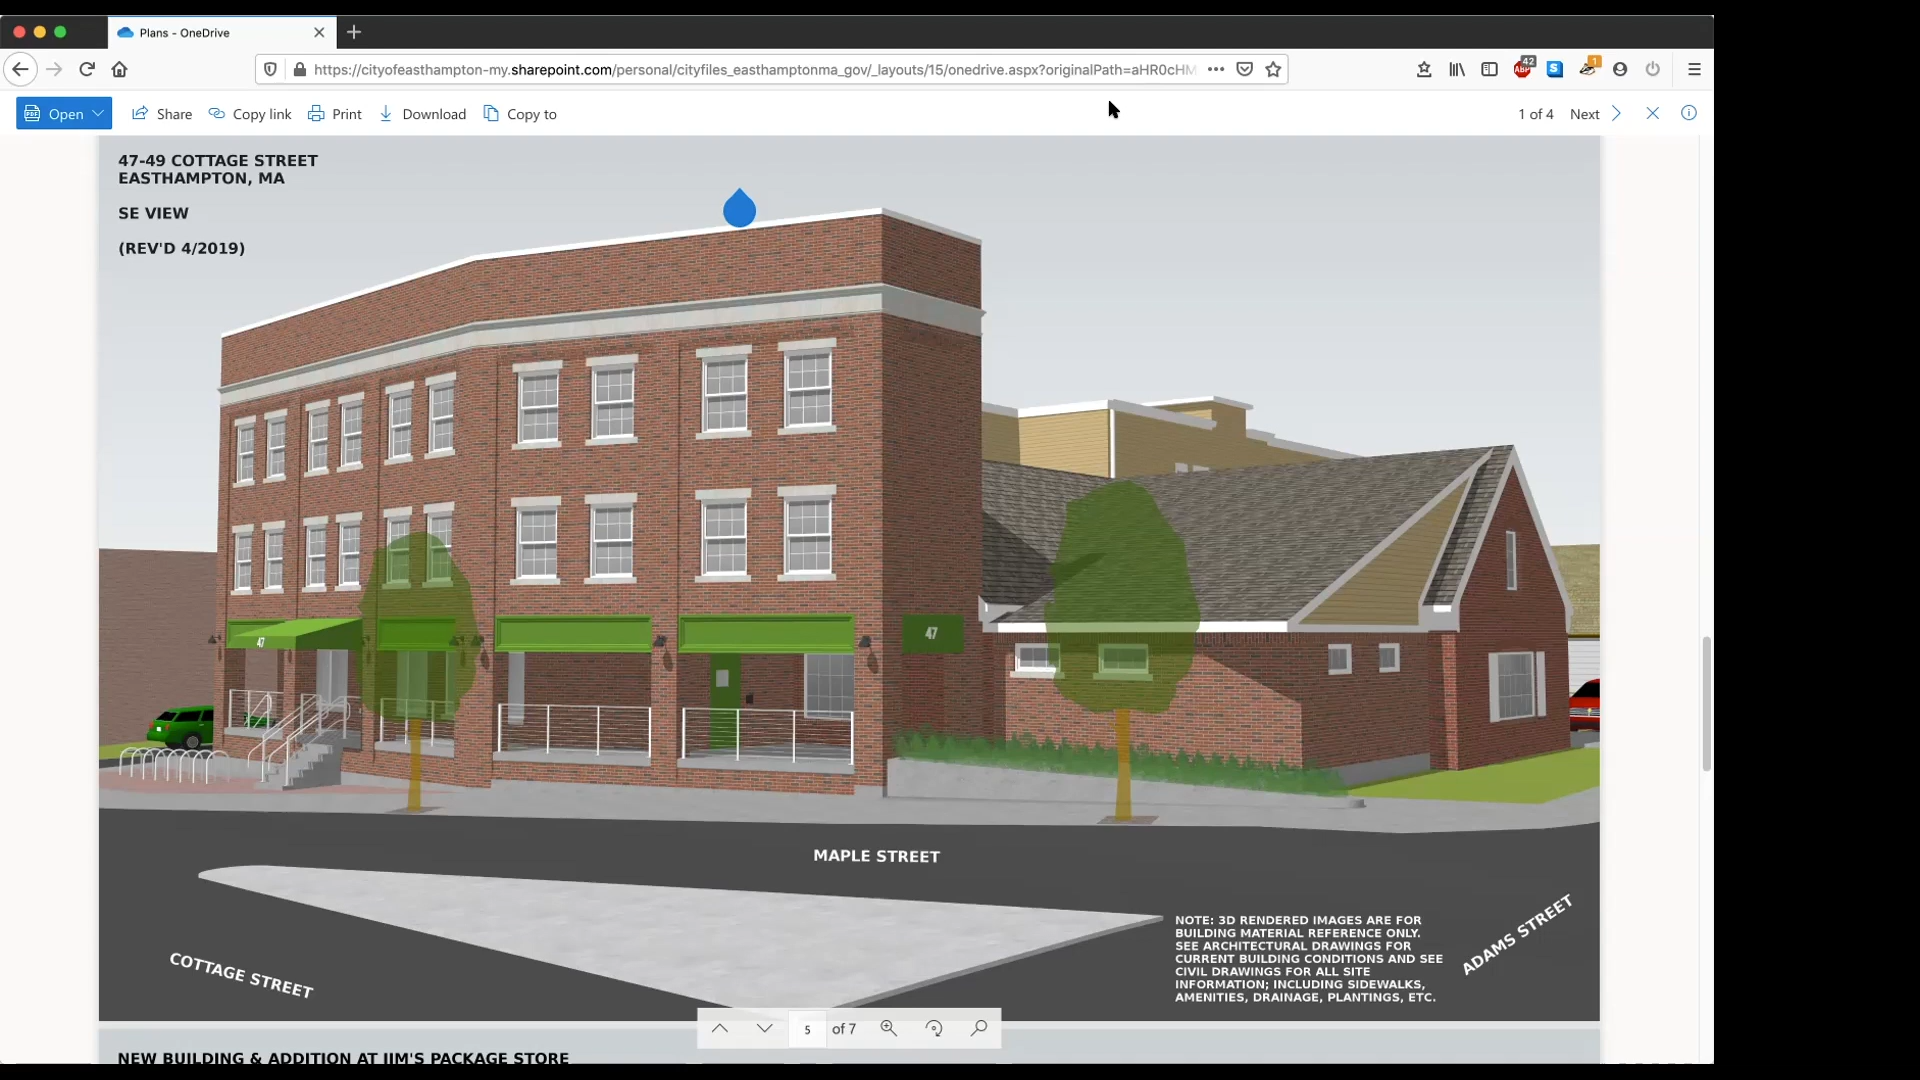 Plans - OneDrive
https://cityofeasthampton-my.sharepoint.com/personal/cityfiles_easthamptonma_gov/_layouts/15/onedrive.aspx?originalPath=aHR0cHM
42
ABP
S
1
PDF
Open
Share
Copy link
Print
Download
Copy to
1 of 4
Next
47-49 COTTAGE STREET
EASTHAMPTON, MA
SE VIEW
(REV'D 4/2019)
47
47
MAPLE STREET
COTTAGE STREET
ADAMS STREET
NOTE: 3D RENDERED IMAGES ARE FOR
BUILDING MATERIAL REFERENCE ONLY.
SEE ARCHITECTURAL DRAWINGS FOR
CURRENT BUILDING CONDITIONS AND SEE
CIVIL DRAWINGS FOR ALL SITE
INFORMATION; INCLUDING SIDEWALKS,
AMENITIES, DRAINAGE, PLANTINGS, ETC.
5 of 7
NEW BUILDING & ADDITION AT JIM'S PACKAGE STORE